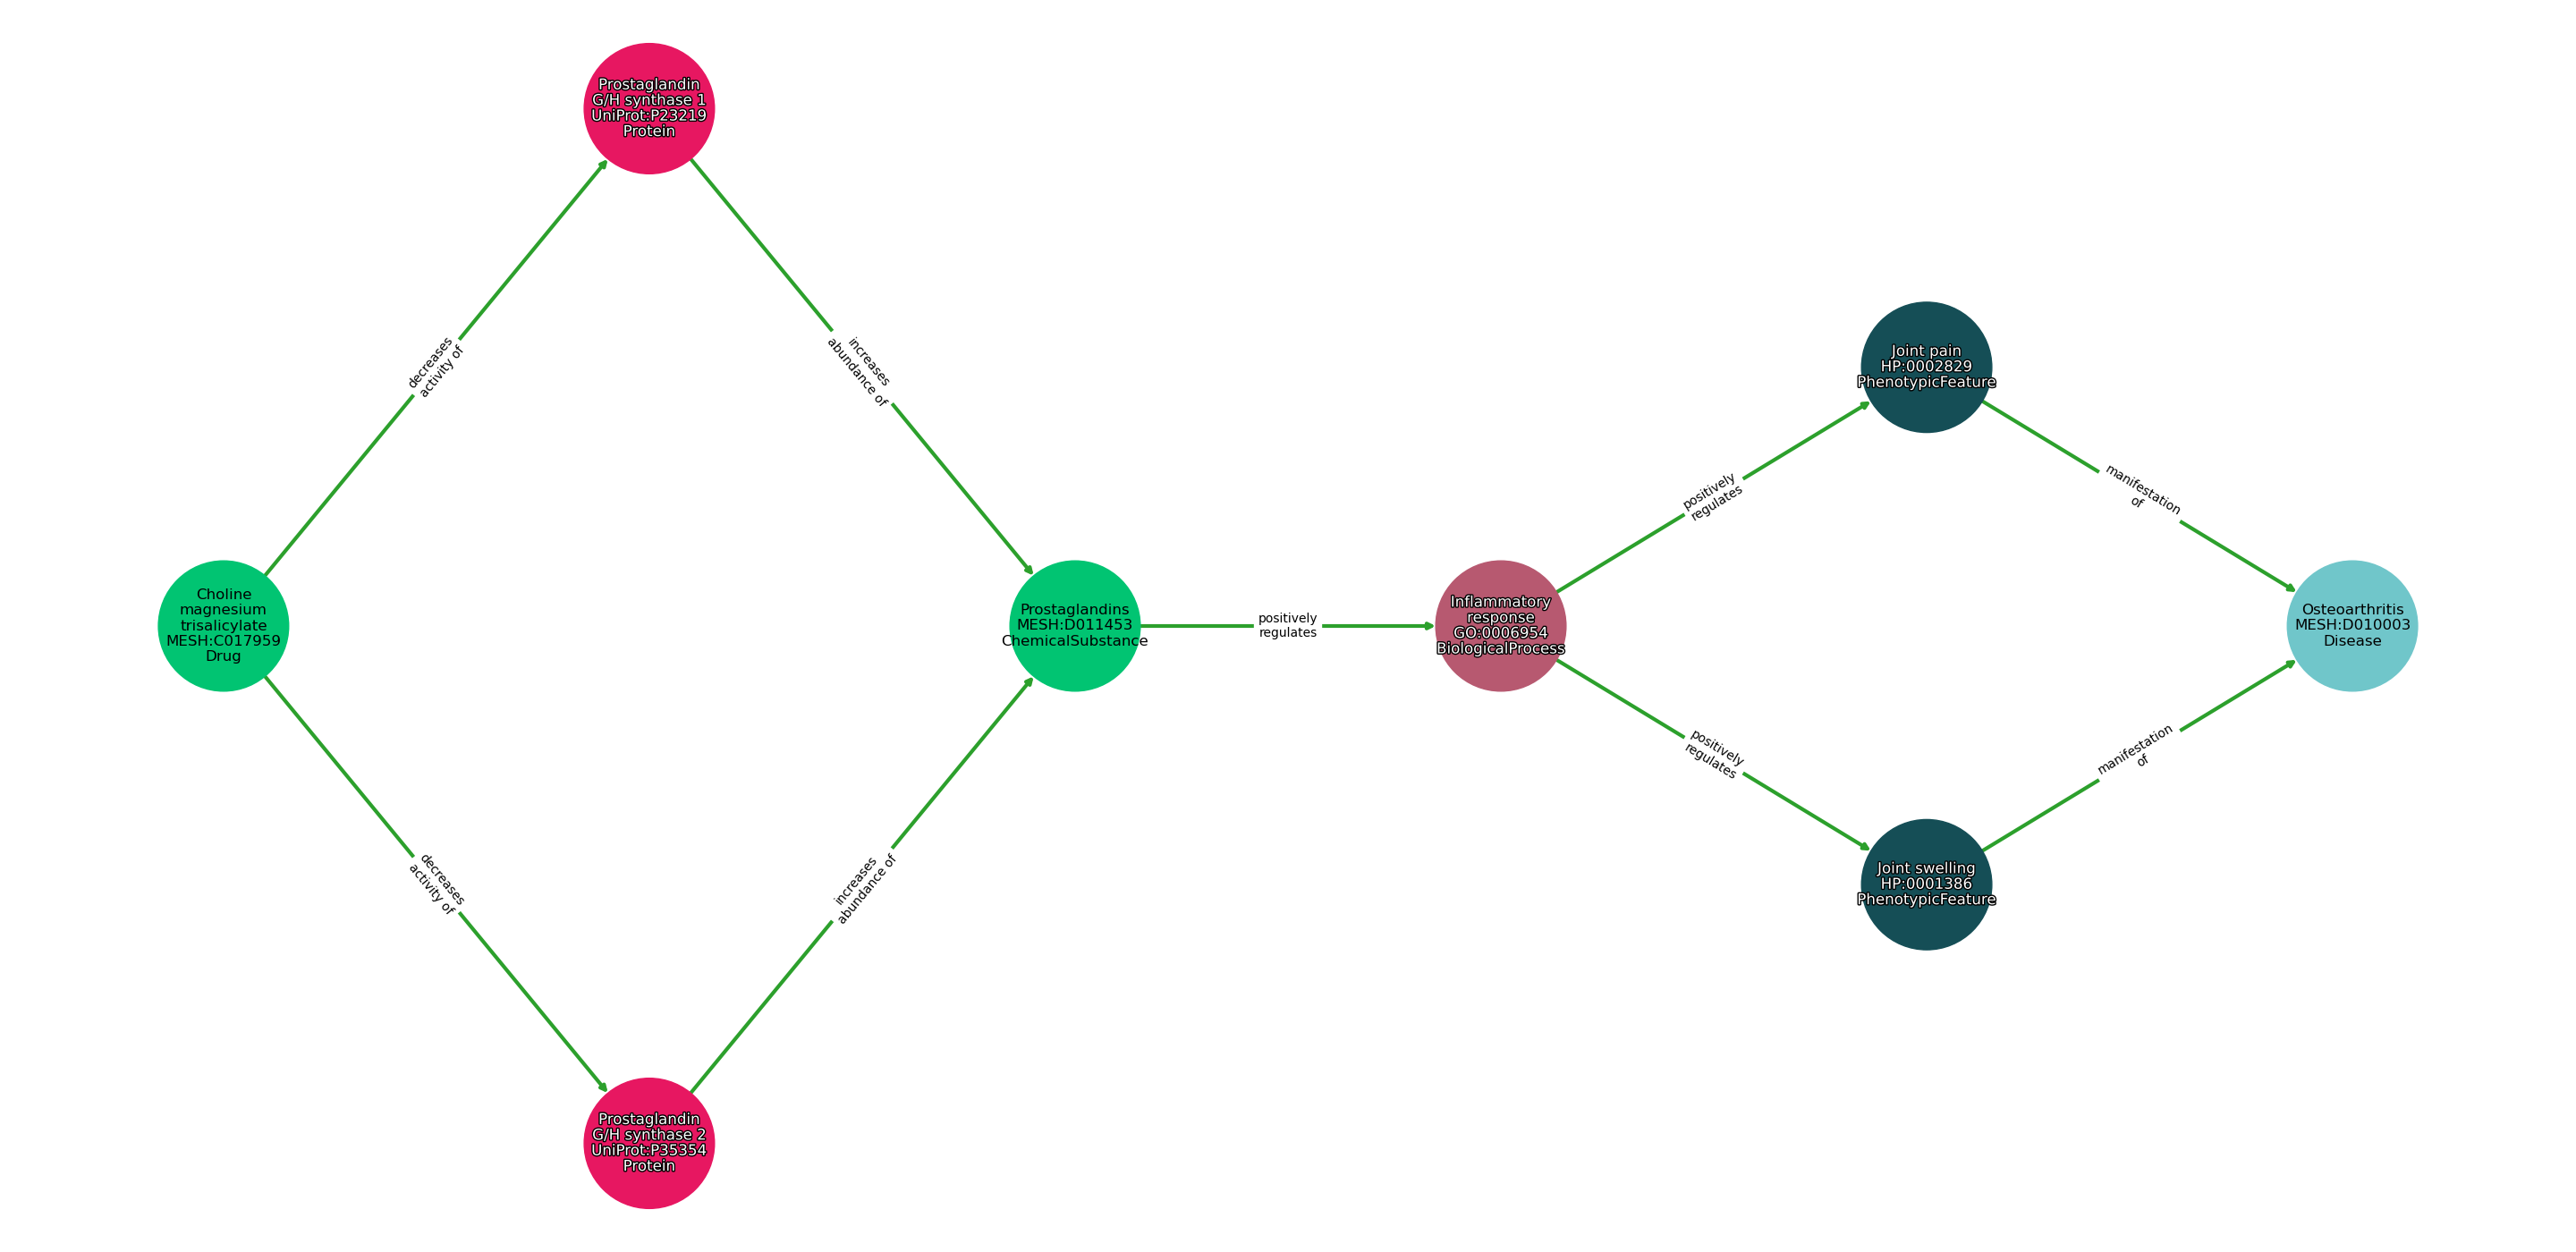 Prostaglandin
G/H synthase 1
UniProt:P23219
Protein
decreases
activity of
increases
abundance of
Choline
magnesium
trisalicylate
MESH:C017959
Drug
Prostaglandins
MESH:D011453
ChemicalSubstance
decreases
activity of
increases
abundance of
Prostaglandin
G/H synthase 2
UniProt:P35354
Protein
positively
regulates
Inflammatory
response
GO:0006954
BiologicalProcess
positively
regulates
Joint pain
HP:0002829
PhenotypicFeature
manifestation
of
positively
regulates
Joint swelling
HP:0001386
PhenotypicFeature
manifestation
of
Osteoarthritis
MESH:D010003
Disease